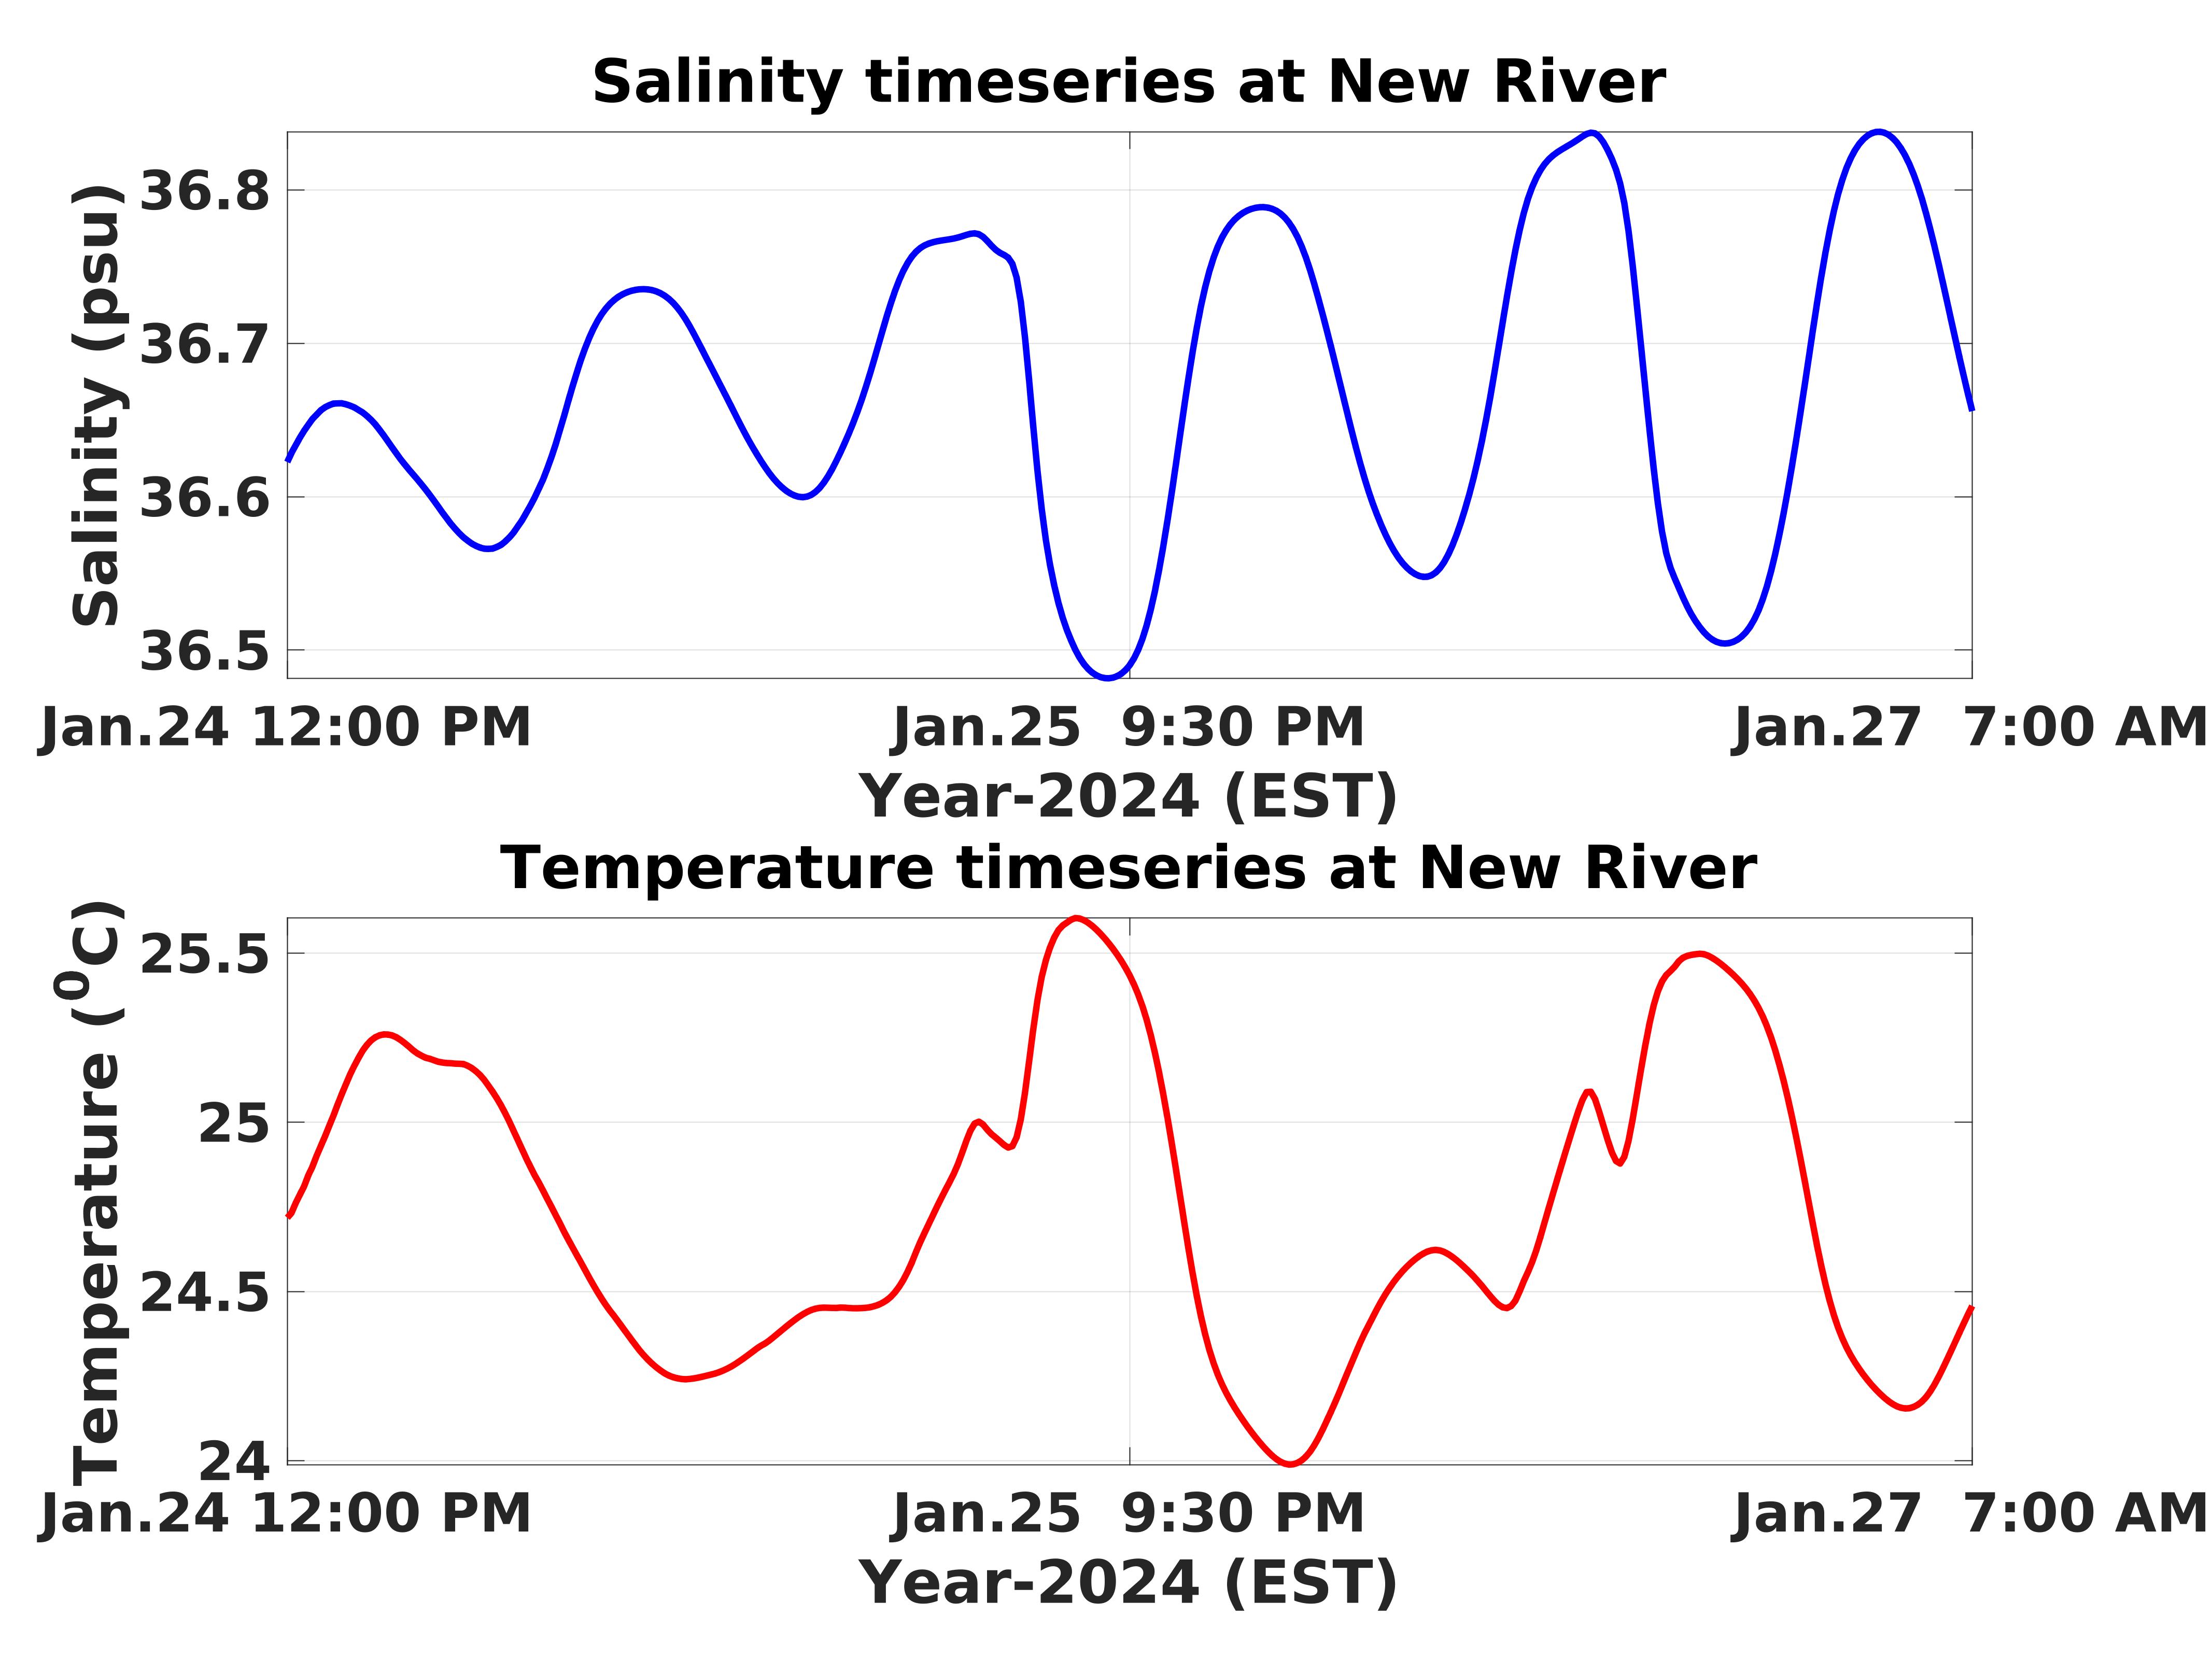 Salinity timeseries at New River
Salinity (psu)
36.8
36.7
36.6
36.5
Jan.24 12:00 PM Jan.25  9:30 PM Jan.27  7:00 AM
Year-2024 (EST)
Temperature timeseries at New River
Temperature (⁰C)
25.5
25
24.5
24
Jan.24 12:00 PM Jan.25  9:30 PM Jan.27  7:00 AM
Year-2024 (EST)